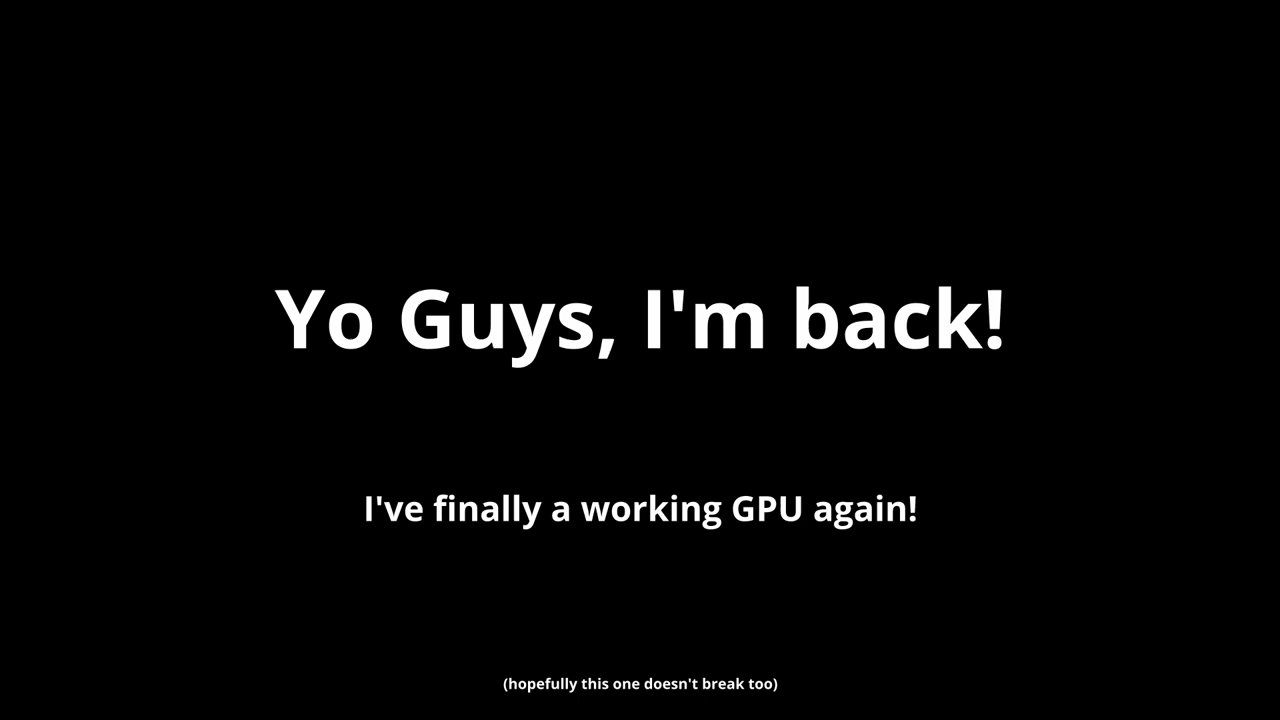 Yo Guys, I'm back!
I've finally a working GPU again!
(hopefully this one doesn't break too)